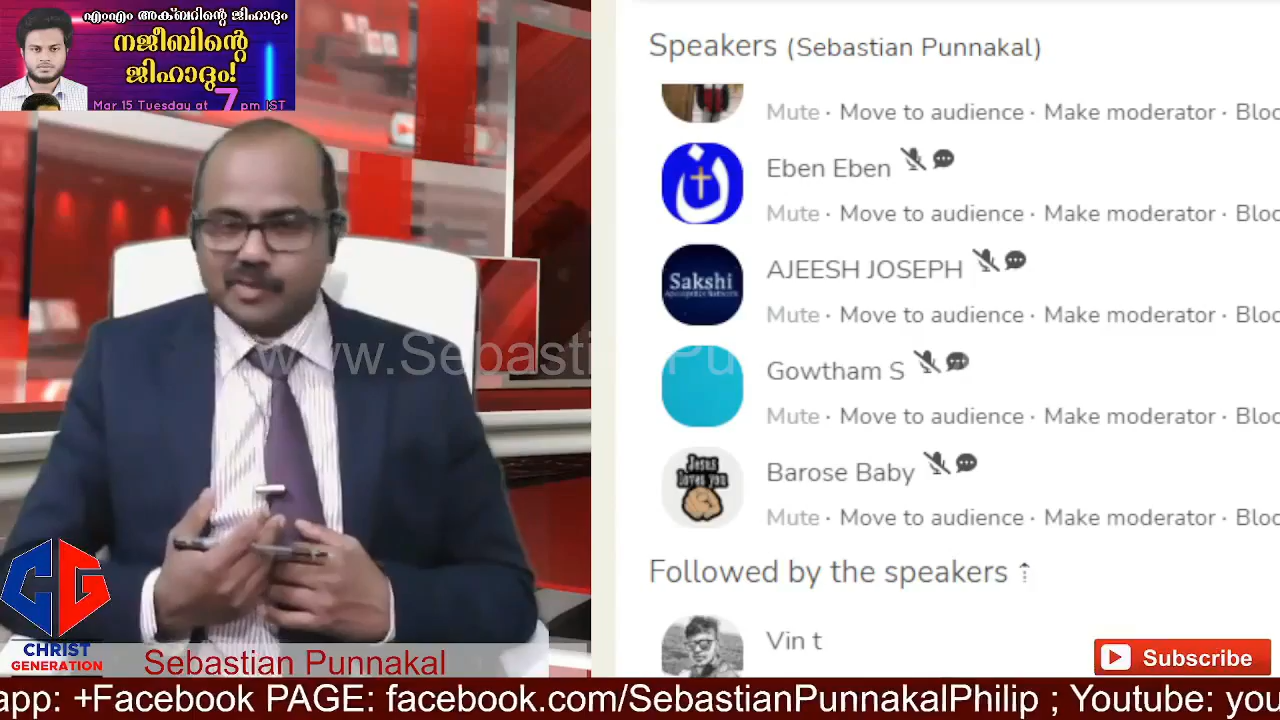 എംഎം അക്ബറിന്റെ ജിഹാദും
നജീബിന്റെ
ജിഹാദും!
Mar 15 Tuesday at 7 pm IST
www.Sebasti
CHRIST
GENERATION
Sebastian Punnakal
Speakers (Sebastian Punnakal)
Mute · Move to audience · Make moderator · Bloc
Eben Eben
Mute · Move to audience · Make moderator · Bloc
Sakshi
AJEESH JOSEPH
Mute · Move to audience · Make moderator · Bloc
Gowtham S
Mute · Move to audience · Make moderator · Bloc
Jesus
loves you
Barose Baby
Mute · Move to audience · Make moderator · Bloc
Followed by the speakers ⇡
Vin t
Subscribe
app: +Facebook PAGE: facebook.com/SebastianPunnakalPhilip ; Youtube: you